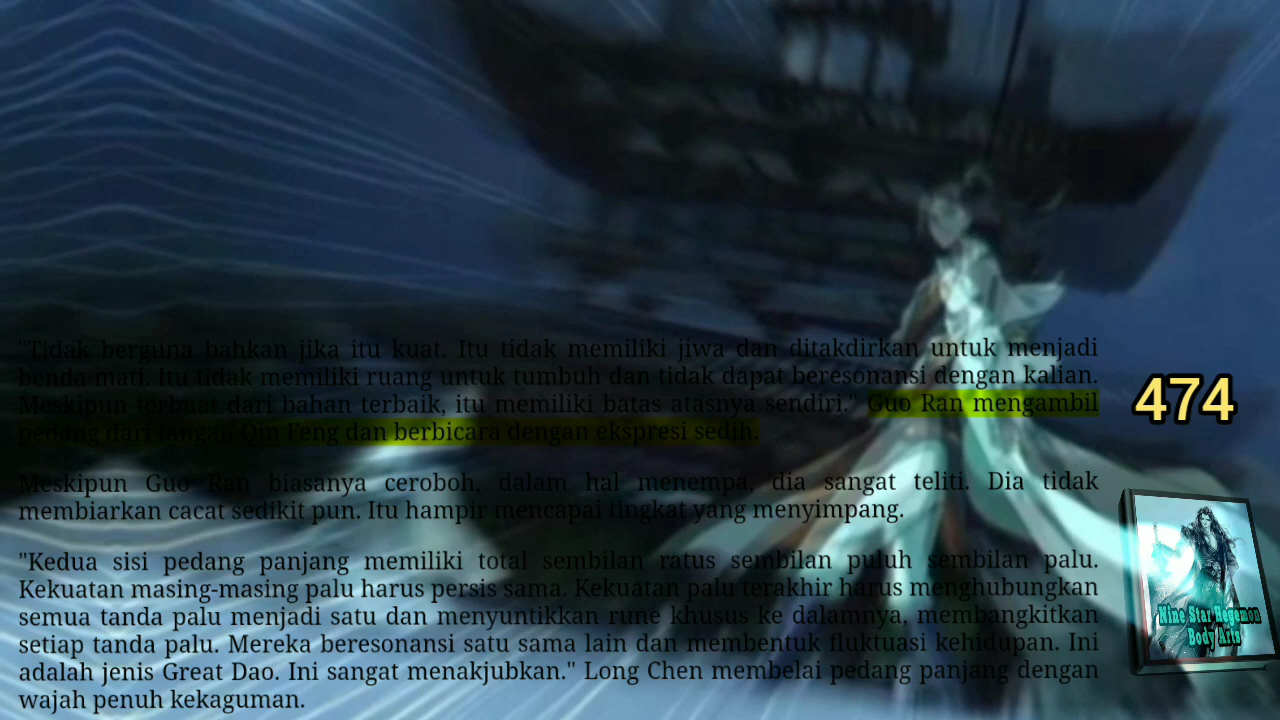 "Tidak berguna bahkan jika itu kuat. Itu tidak memiliki jiwa dan ditakdirkan untuk menjadi
benda mati. Itu tidak memiliki ruang untuk tumbuh dan tidak dapat beresonansi dengan kalian.
Meskipun terbuat dari bahan terbaik, itu memiliki batas atasnya sendiri." Guo Ran mengambil
pedang dari tangan Qin Feng dan berbicara dengan ekspresi sedih.
Meskipun Guo Ran biasanya ceroboh, dalam hal menempa, dia sangat teliti. Dia tidak
membiarkan cacat sedikit pun. Itu hampir mencapai tingkat yang menyimpang.
"Kedua sisi pedang panjang memiliki total sembilan ratus sembilan puluh sembilan palu.
Kekuatan masing-masing palu harus persis sama. Kekuatan palu terakhir harus menghubungkan
semua tanda palu menjadi satu dan menyuntikkan rune khusus ke dalamnya, membangkitkan
setiap tanda palu. Mereka beresonansi satu sama lain dan membentuk fluktuasi kehidupan. Ini
adalah jenis Great Dao. Ini sangat menakjubkan." Long Chen membelai pedang panjang dengan
wajah penuh kekaguman.
474
Nine Star Hegemon
Body Arts